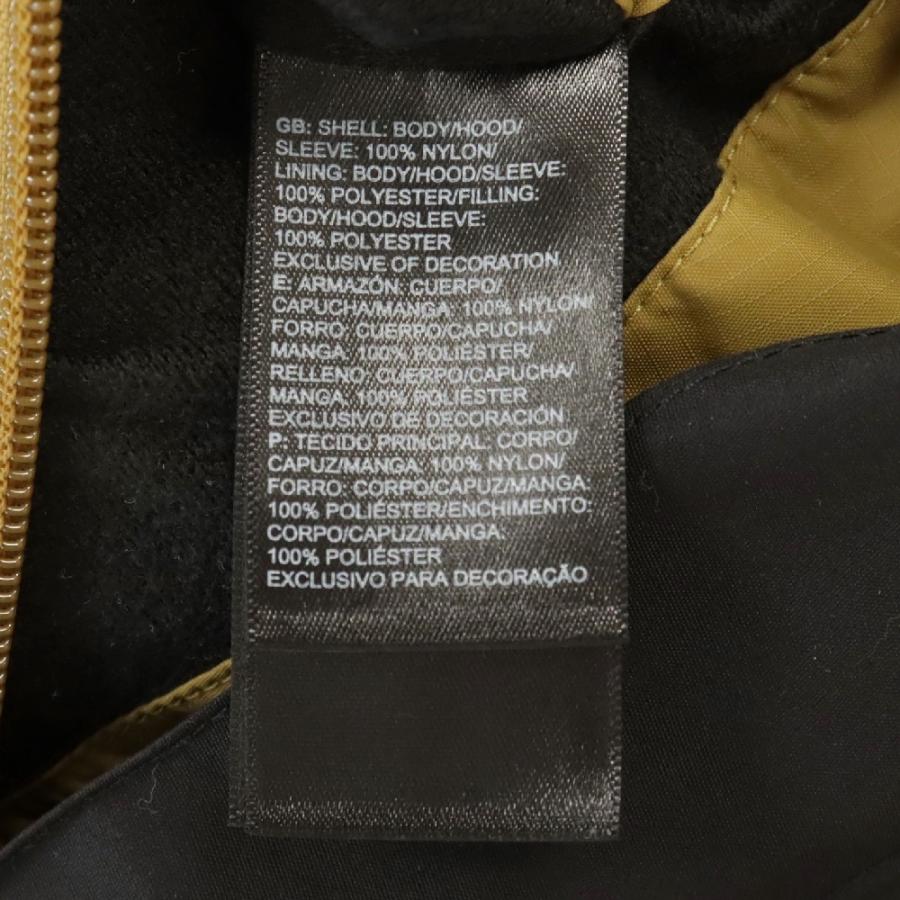 GB: SHELL: BODY/HOOD/
SLEEVE: 100% NYLON/
LINING: BODY/HOOD/SLEEVE:
100% POLYESTER/FILLING:
BODY/HOOD/SLEEVE:
100% POLYESTER
EXCLUSIVE OF DECORATION
E: ARMAZÓN: CUERPO/
CAPUCHA/MANGA: 100% NYLON/
FORRO: CUERPO/CAPUCHA/
MANGA: 100% POLIÉSTER/
RELLENO: CUERPO/CAPUCHA/
MANGA: 100% POLIÉSTER
EXCLUSIVO DE DECORACIÓN
P: TECIDO PRINCIPAL: CORPO/
CAPUZ/MANGA: 100% NYLON/
FORRO: CORPO/CAPUZ/MANGA:
100% POLIÉSTER/ENCHIMENTO:
CORPO/CAPUZ/MANGA:
100% POLIÉSTER
EXCLUSIVO PARA DECORAÇÃO